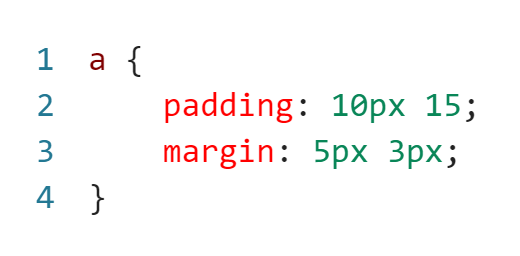 1 a {
2 padding: 10px 15;
3 margin: 5px 3px;
4 }